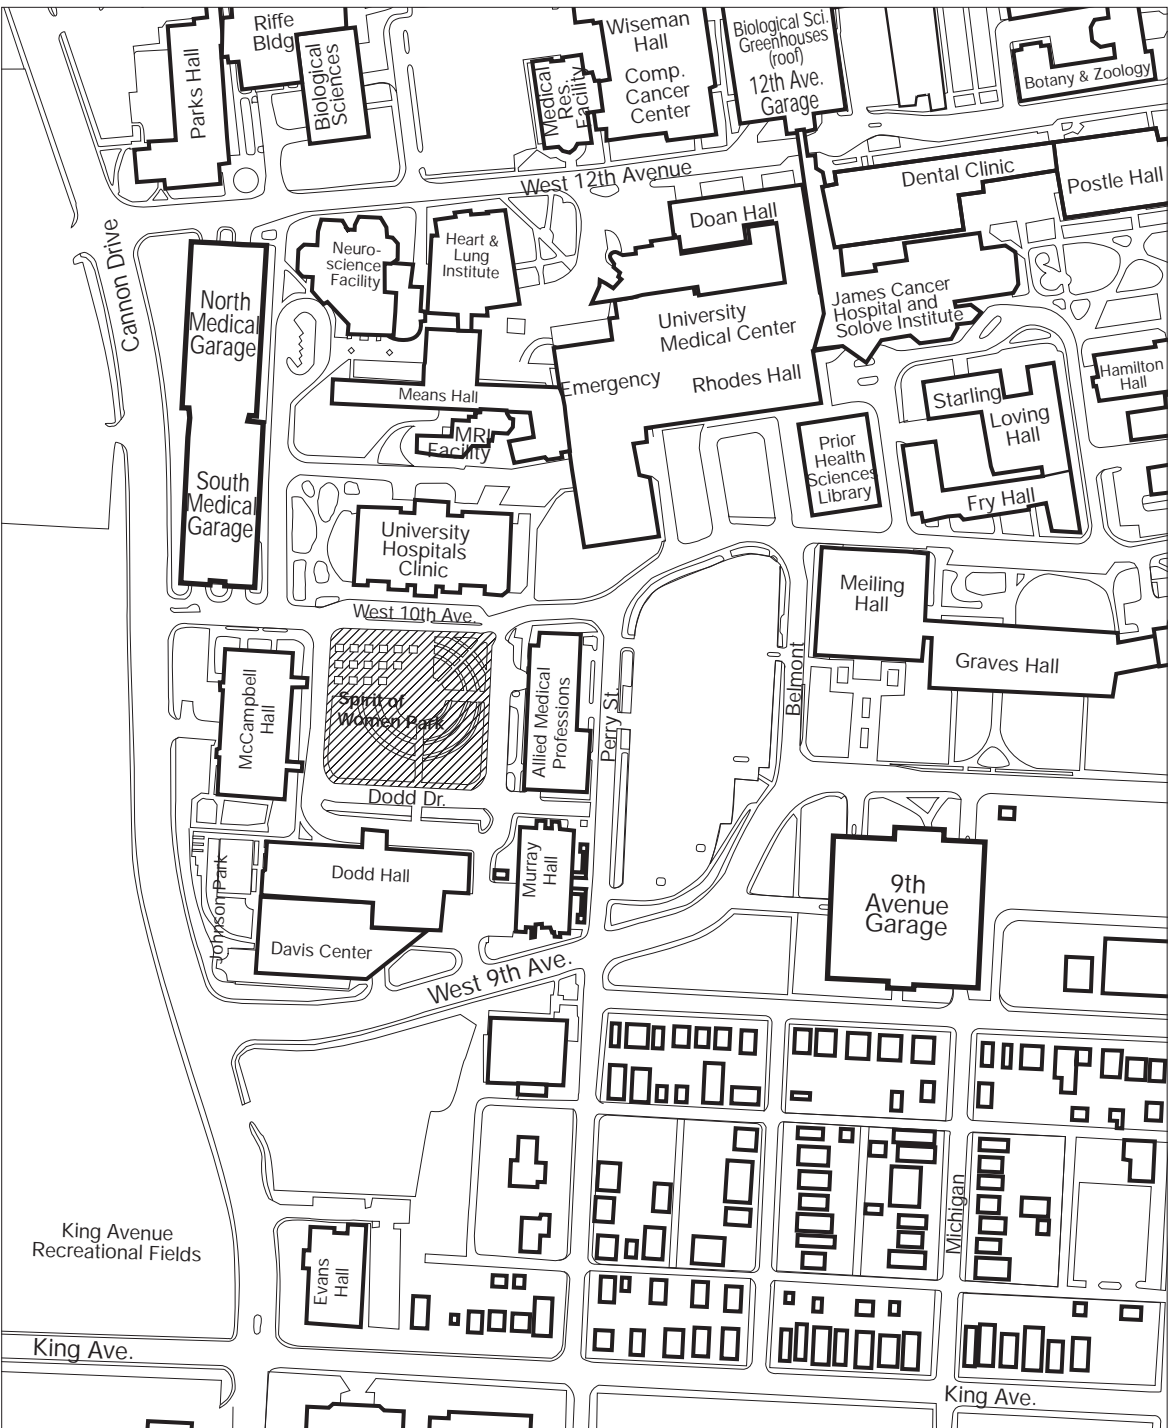 Riffe
Bldg
Parks Hall
Biological
Sciences
Medical
Res.
Facility
Wiseman
Hall
Comp.
Cancer
Center
Biological Sci.
Greenhouses
(roof)
12th Ave.
Garage
Botany & Zoology
West 12th Avenue
Dental Clinic
Postle Hall
Doan Hall
Cannon Drive
Neuro-
science
Facility
Heart &
Lung
Institute
North
Medical
Garage
University
Medical Center
James Cancer
Hospital and
Solove Institute
Emergency
Rhodes Hall
Means Hall
Hamilton
Hall
Starling
Loving
Hall
MRI
Facility
Prior
Health
Sciences
Library
Fry Hall
South
Medical
Garage
University
Hospitals
Clinic
Meiling
Hall
West 10th Ave.
Graves Hall
Belmont
McCampbell
Hall
Spirit of
Women Park
Allied Medical
Professions
Perry St.
Dodd Dr.
Dodd Hall
Murray
Hall
9th
Avenue
Garage
Johnson Park
Davis Center
West 9th Ave.
Michigan
King Avenue
Recreational Fields
Evans
Hall
King Ave.
King Ave.